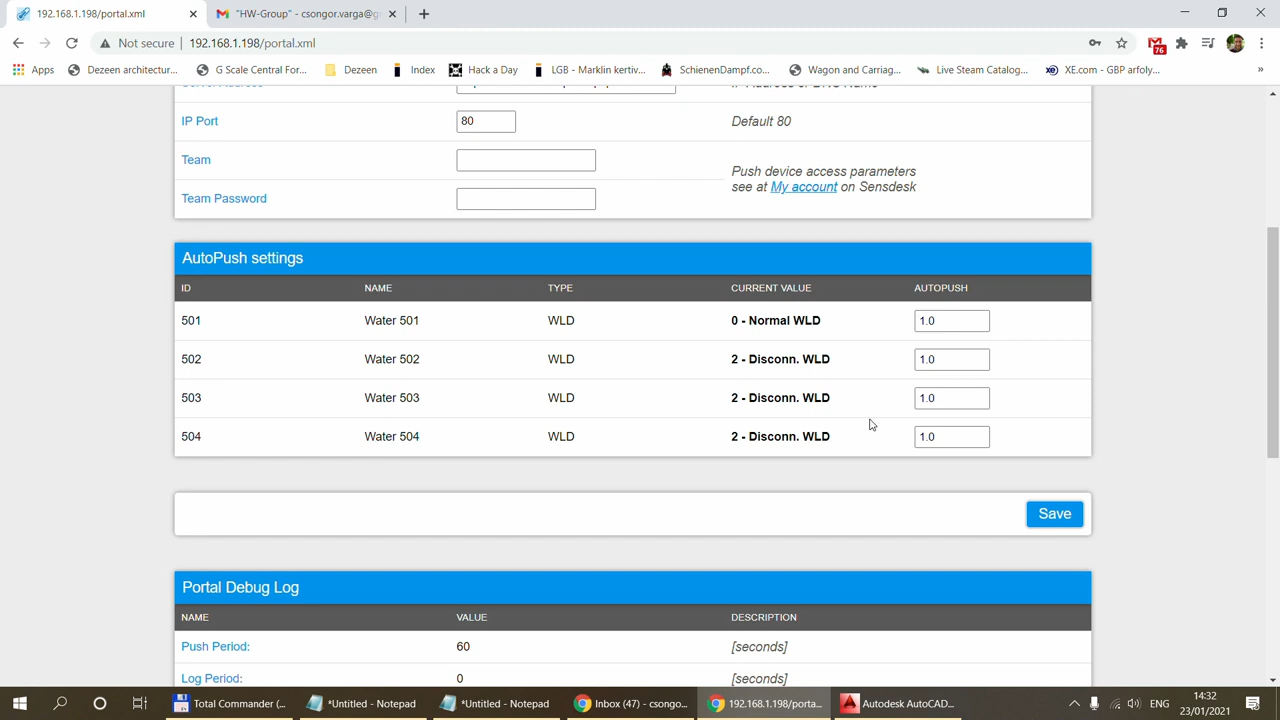 192.168.1.198/portal.xml
"HW-Group" - csongor.varga@g
Not secure | 192.168.1.198/portal.xml
76
Apps Dezeen architectur... G Scale Central For... Dezeen Index Hack a Day LGB - Marklin kertiv... SchienenDampf.co... Wagon and Carriag... Live Steam Catalog... XE.com - GBP arfoly... »
IP Port 80 Default 80
Team
Push device access parameters
see at My account on Sensdesk
Team Password
AutoPush settings
ID NAME TYPE CURRENT VALUE AUTOPUSH
501 Water 501 WLD 0 - Normal WLD 1.0
502 Water 502 WLD 2 - Disconn. WLD 1.0
503 Water 503 WLD 2 - Disconn. WLD 1.0
504 Water 504 WLD 2 - Disconn. WLD 1.0
Save
Portal Debug Log
NAME VALUE DESCRIPTION
Push Period: 60 [seconds]
Log Period: 0 [seconds]
Total Commander (... *Untitled - Notepad *Untitled - Notepad Inbox (47) - csongo... 192.168.1.198/porta... Autodesk AutoCAD... ENG 14:32
23/01/2021